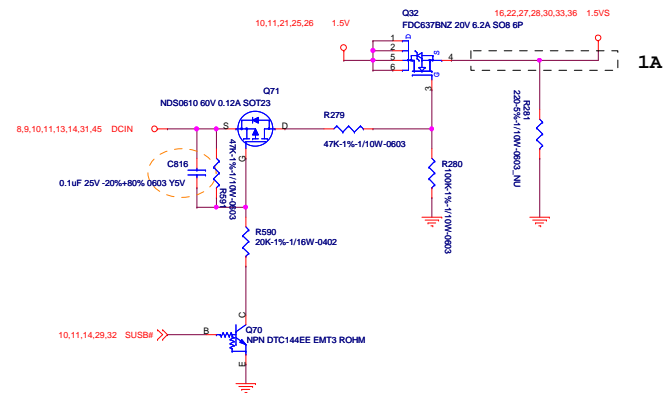 Q32
FDC637BNZ 20V 6.2A SO8 6P
10,11,21,25,26 1.5V
16,22,27,28,30,33,36 1.5VS
1
2
5
6
D
S
4
G
3
1A
R281
220-5%-1/10W-0603_NU
Q71
NDS0610 60V 0.12A SOT23
8,9,10,11,13,14,31,45 DCIN
S
D
G
R279
47K-1%-1/10W-0603
C816
0.1uF 25V -20%+80% 0603 Y5V
47K-1%-1/10W-0603
R591
R280
100K-1%-1/10W-0603
R590
20K-1%-1/16W-0402
10,11,14,29,32 SUSB#
B
C
E
Q70
NPN DTC144EE EMT3 ROHM